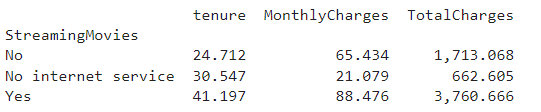 tenure MonthlyCharges TotalCharges
StreamingMovies
No 24.712 65.434 1,713.068
No internet service 30.547 21.079 662.605
Yes 41.197 88.476 3,760.666